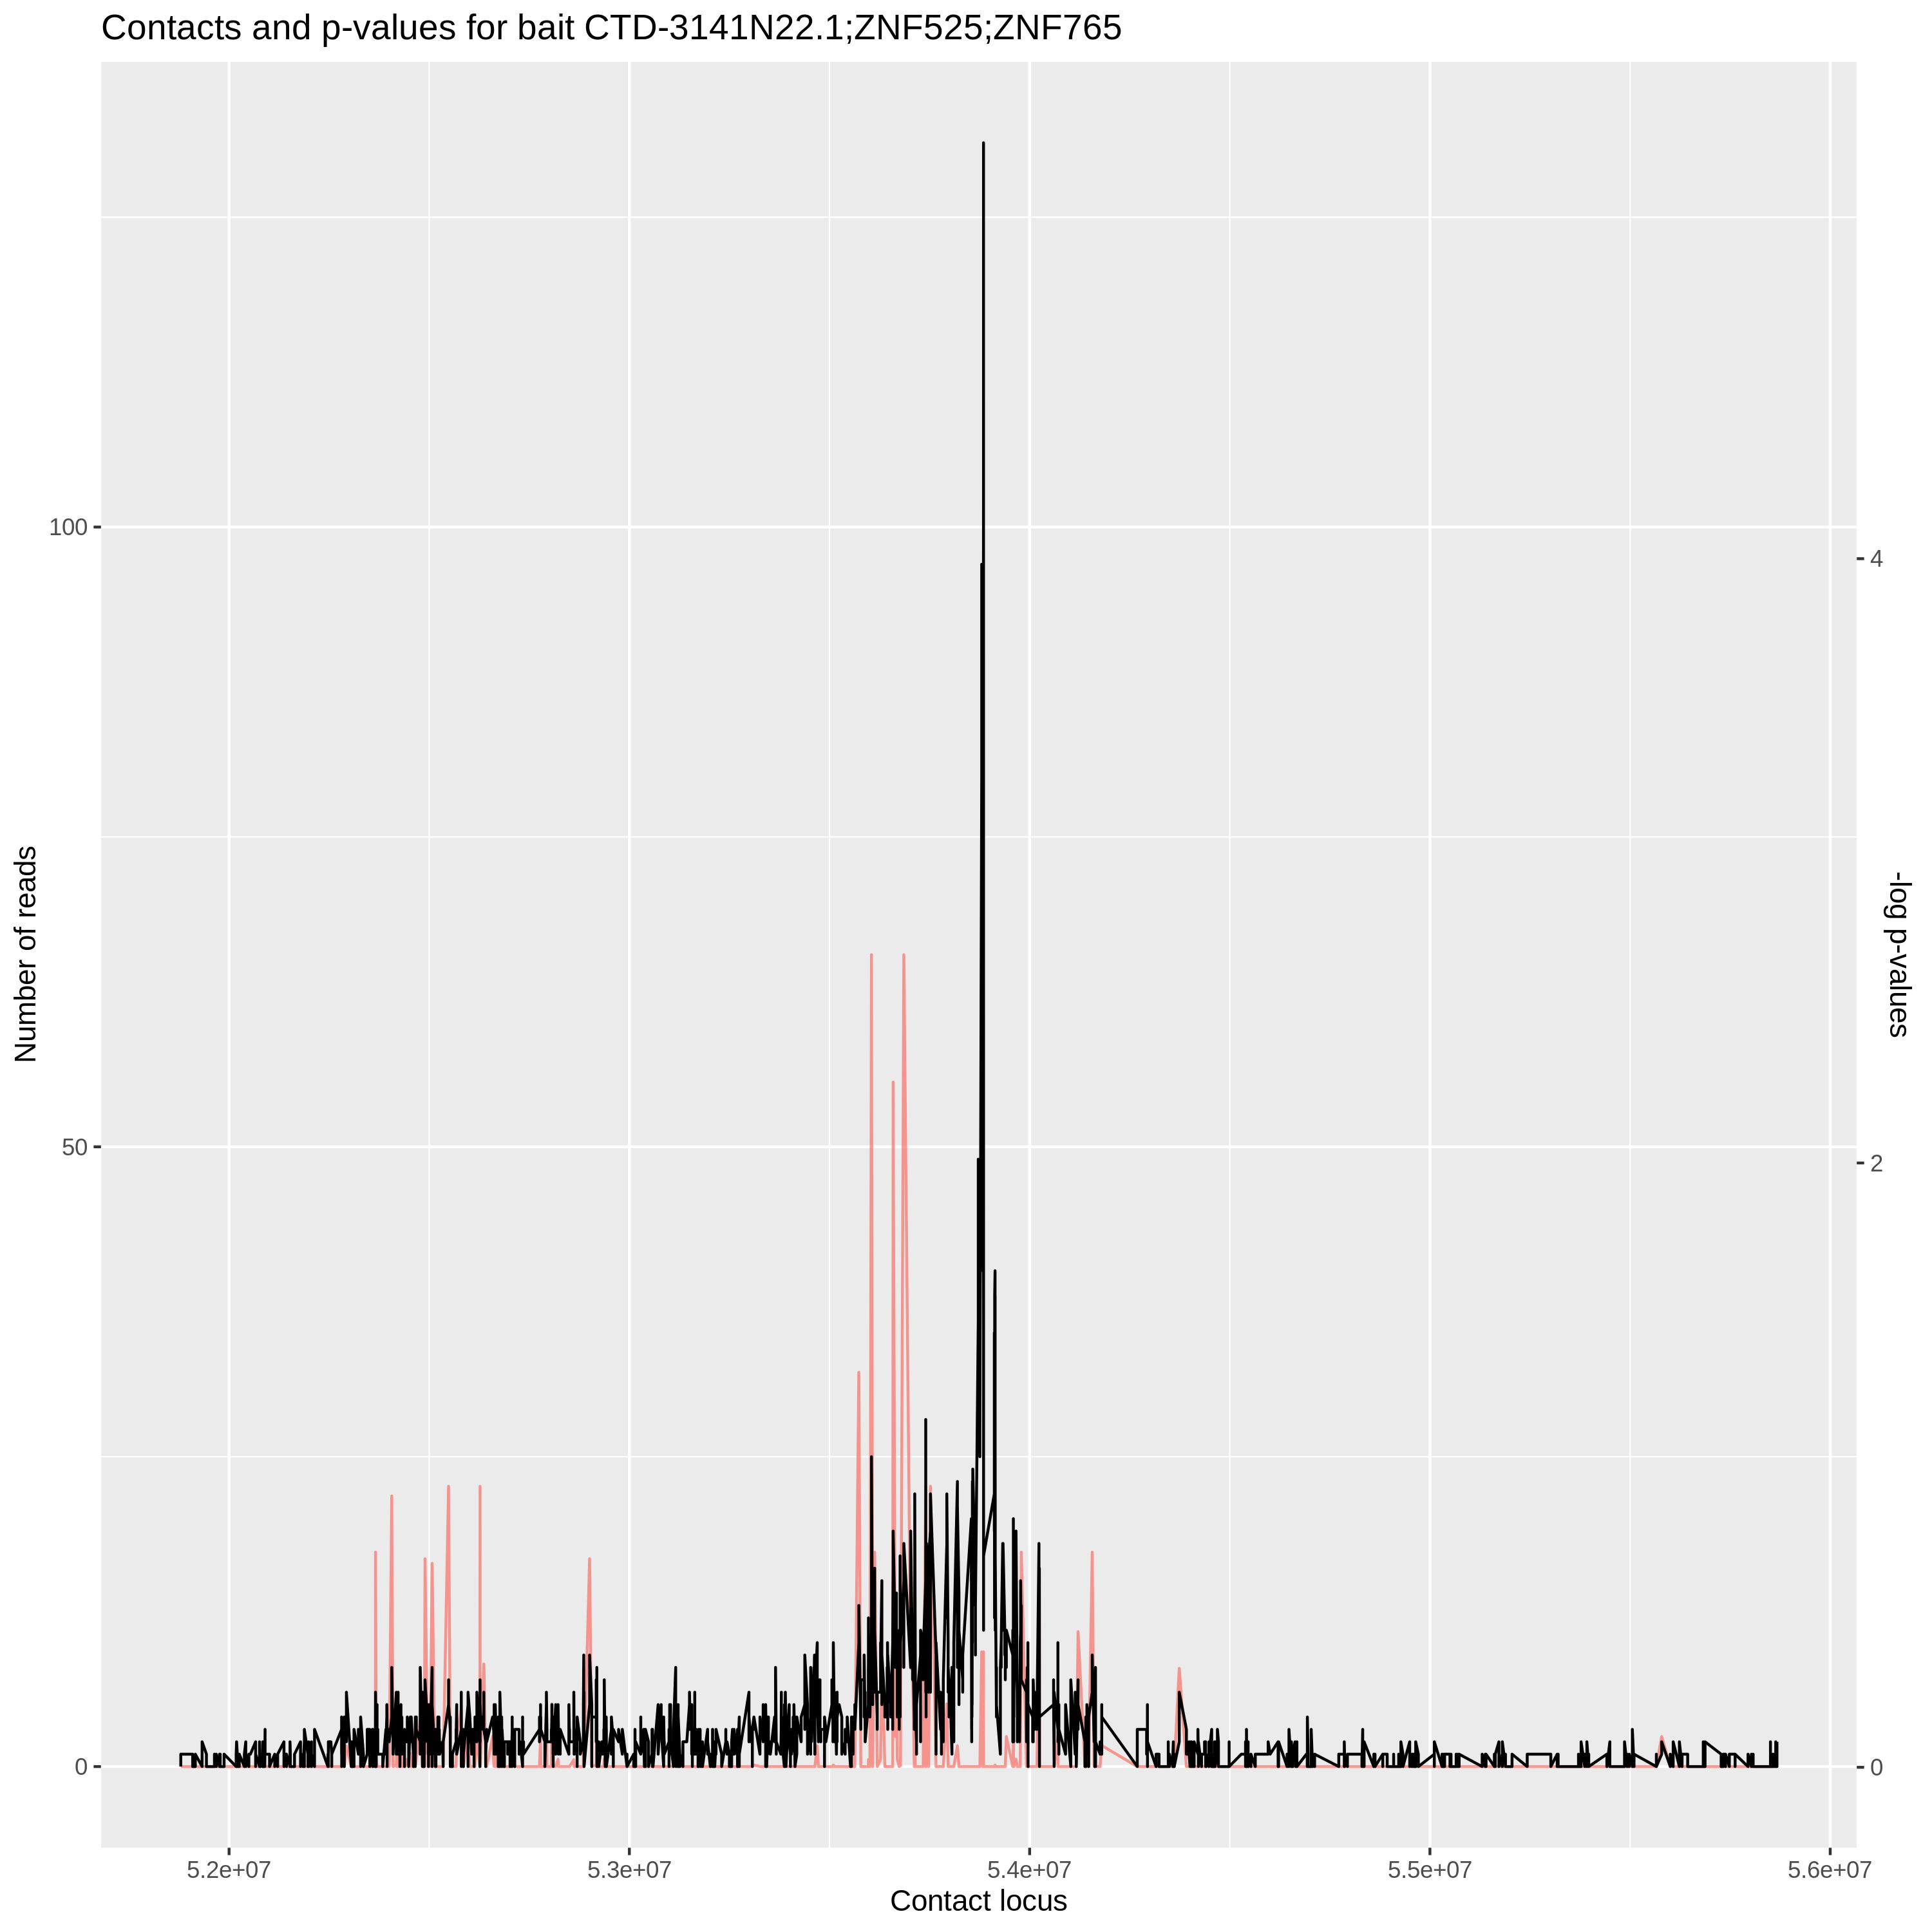 Contacts and p-values for bait CTD-3141N22.1;ZNF525;ZNF765
Number of reads
100
50
0
4
2
0
-log p-values
5.2e+07
5.3e+07
5.4e+07
5.5e+07
5.6e+07
Contact locus